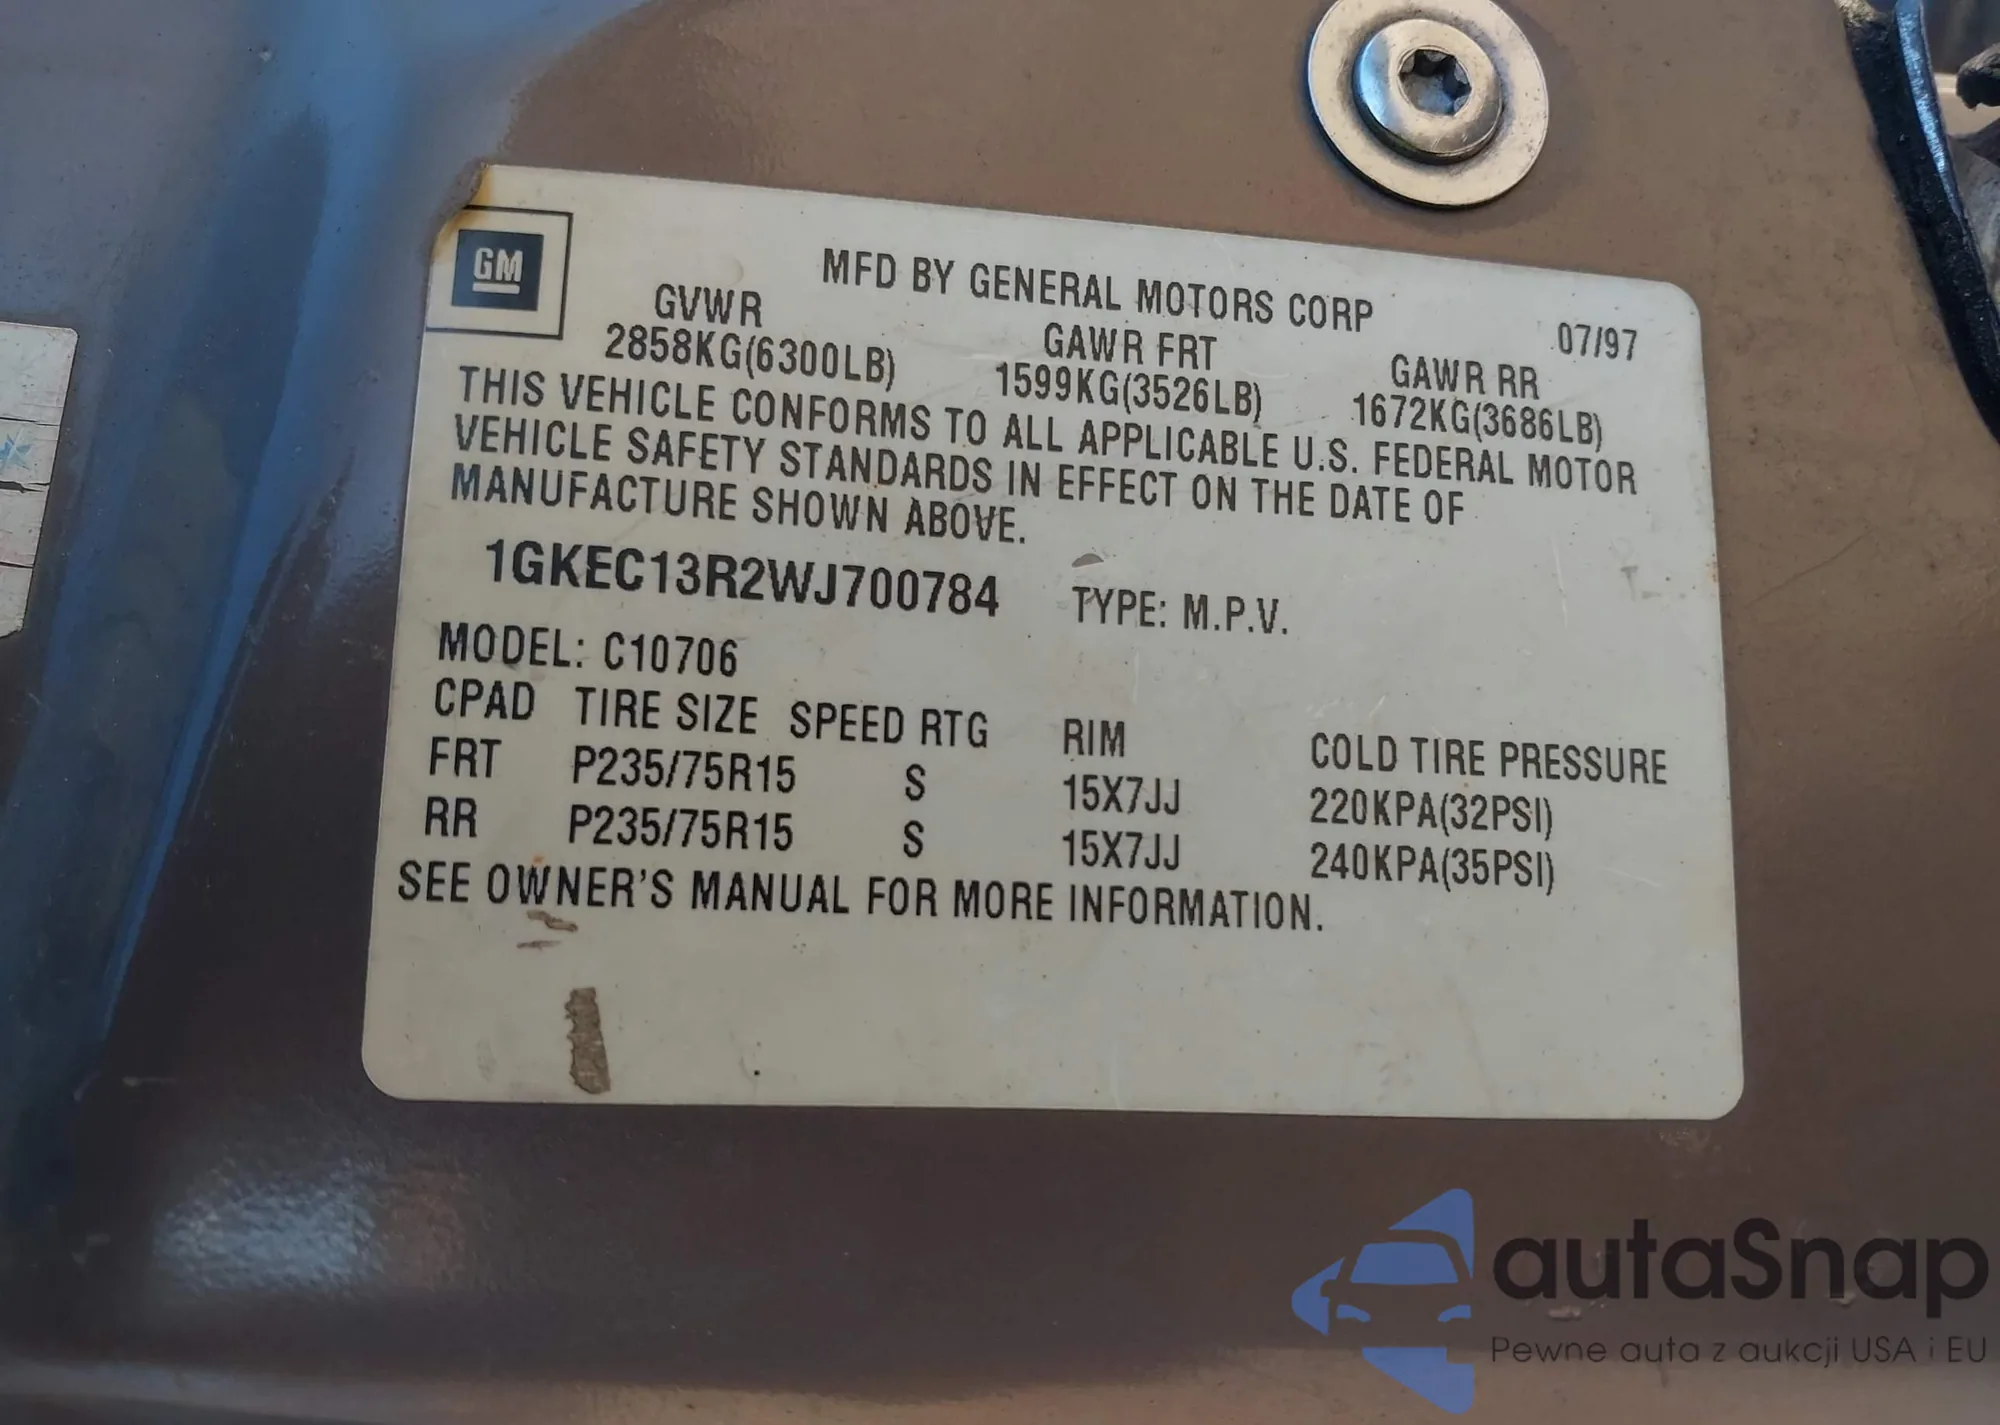 GM
MFD BY GENERAL MOTORS CORP
07/97
GVWR GAWR FRT GAWR RR
2858KG(6300LB) 1599KG(3526LB) 1672KG(3686LB)
THIS VEHICLE CONFORMS TO ALL APPLICABLE U.S. FEDERAL MOTOR
VEHICLE SAFETY STANDARDS IN EFFECT ON THE DATE OF
MANUFACTURE SHOWN ABOVE.
1GKEC13R2WJ700784 TYPE: M.P.V.
MODEL: C10706
CPAD TIRE SIZE SPEED RTG RIM COLD TIRE PRESSURE
FRT P235/75R15 S 15X7JJ 220KPA(32PSI)
RR P235/75R15 S 15X7JJ 240KPA(35PSI)
SEE OWNER'S MANUAL FOR MORE INFORMATION.
autaSnap
Pewne auta z aukcji USA i EU